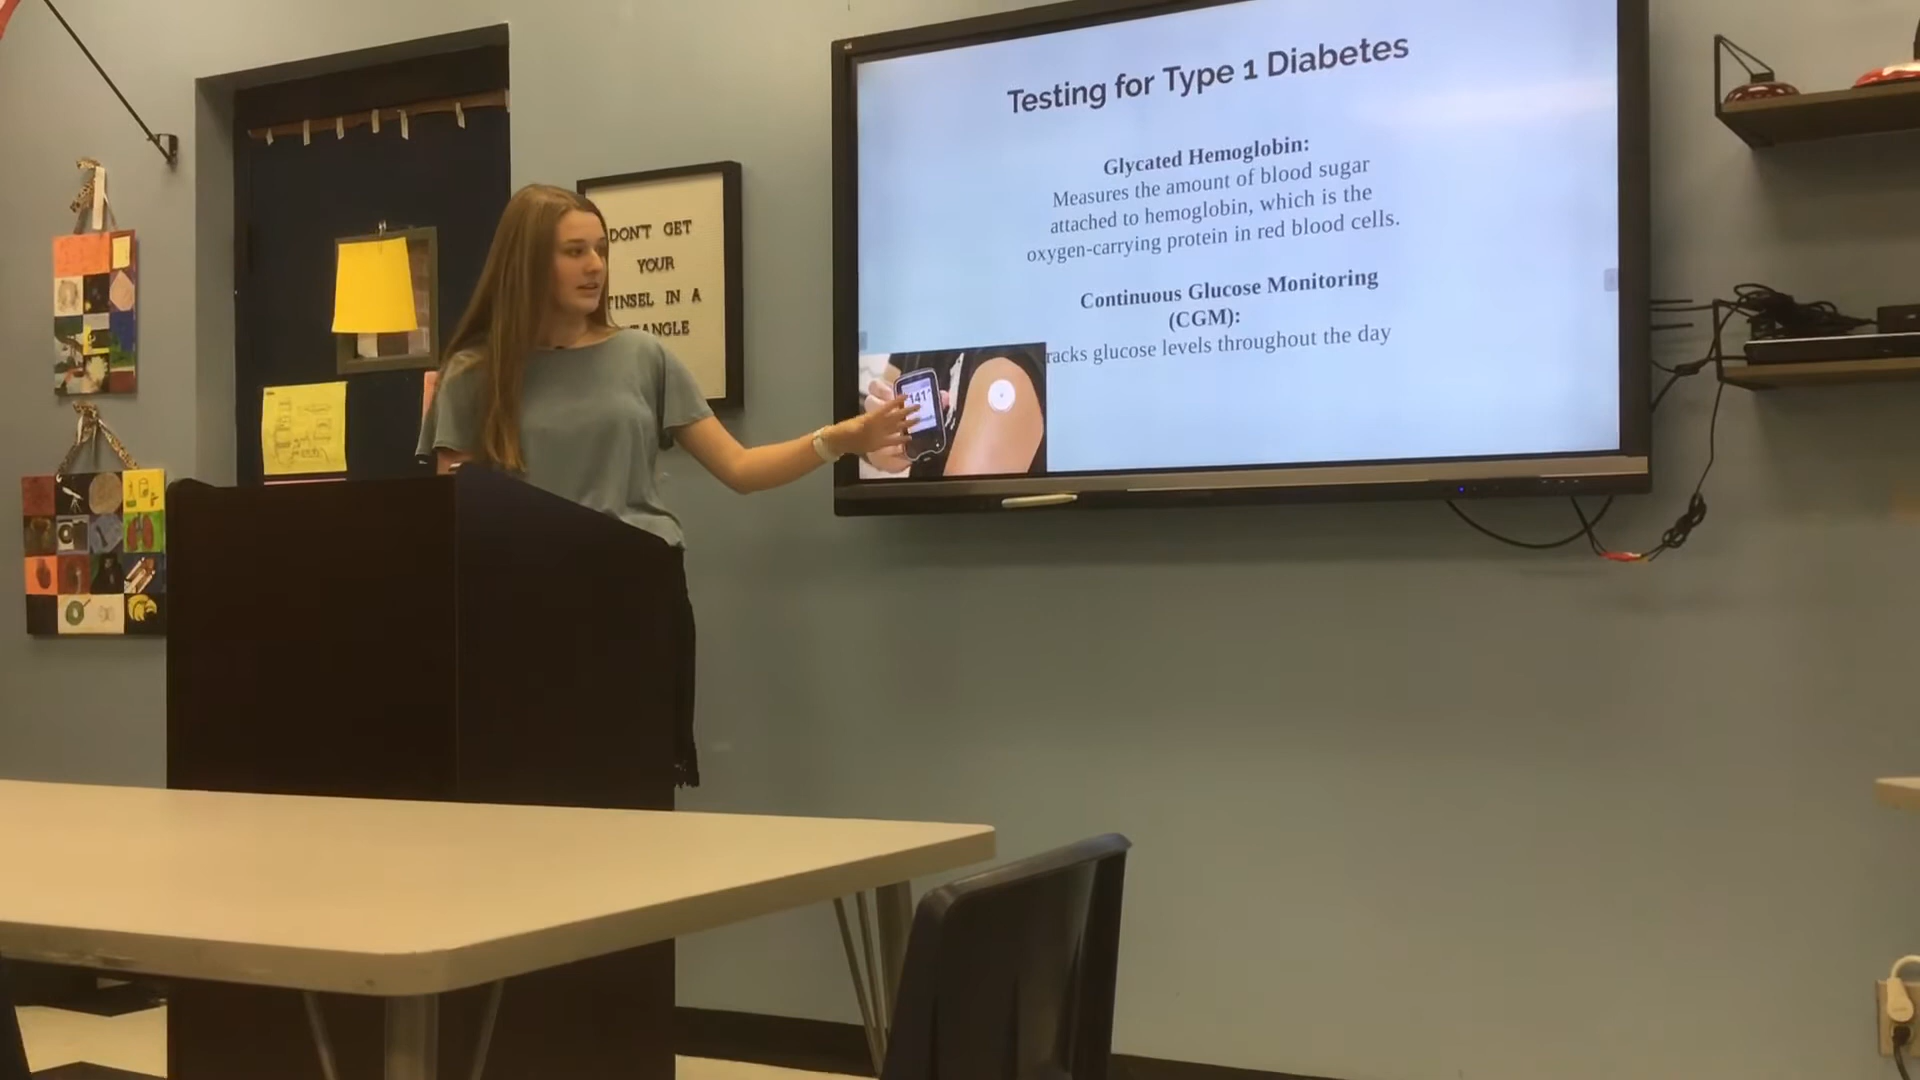 DON'T GET
YOUR
TINSEL IN A
TANGLE
Testing for Type 1 Diabetes
Glycated Hemoglobin:
Measures the amount of blood sugar
attached to hemoglobin, which is the
oxygen-carrying protein in red blood cells.
Continuous Glucose Monitoring
(CGM):
racks glucose levels throughout the day
141